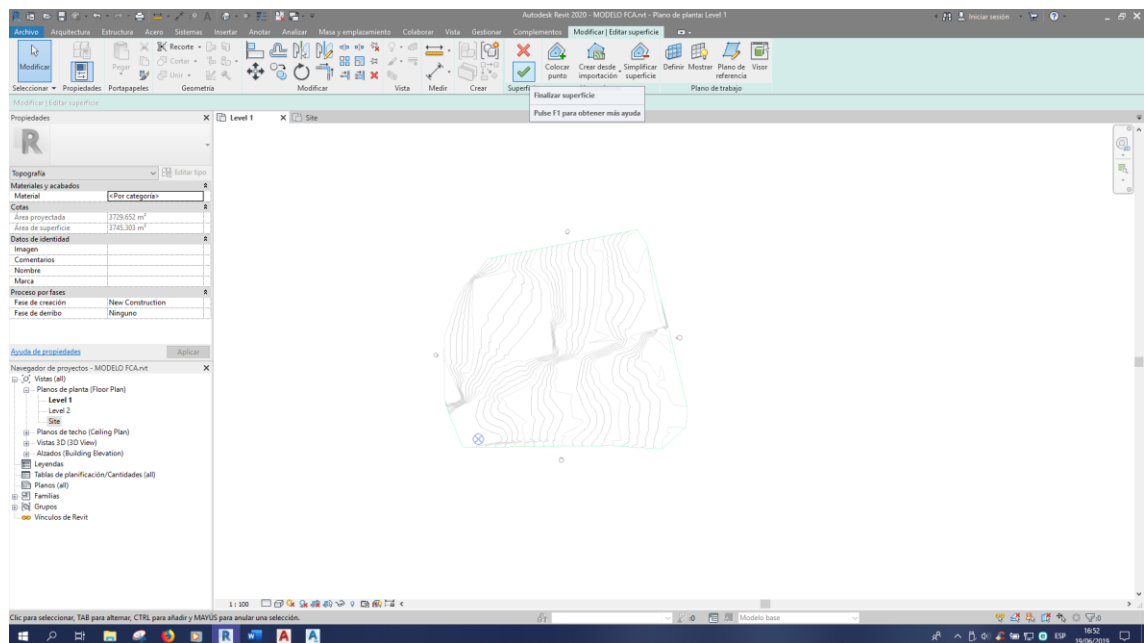 Autodesk Revit 2020 - MODELO FCA.rvt - Plano de planta: Level 1
Iniciar sesión
Archivo Arquitectura Estructura Acero Sistemas Insertar Anotar Analizar Masa y emplazamiento Colaborar Vista Gestionar Complementos Modificar | Editar superficie
Modificar
Pegar
Recorte
Cortar
Unir
Colocar punto
Crear desde importación
Simplificar superficie
Definir
Mostrar
Plano de referencia
Visor
Seleccionar Propiedades Portapapeles Geometría Modificar Vista Medir Crear Plano de trabajo
Modificar | Editar superficie
Finalizar superficie
Pulse F1 para obtener más ayuda
Propiedades
Level 1
Site
R
Topografía
Editar tipo
Materiales y acabados
Material <Por categoría>
Cotas
Área proyectada 3729.652 m²
Área de superficie 3745.303 m²
Datos de identidad
Imagen
Comentarios
Nombre
Marca
Proceso por fases
Fase de creación New Construction
Fase de derribo Ninguno
Ayuda de propiedades
Aplicar
Navegador de proyectos - MODELO FCA.rvt
Vistas (all)
Planos de planta (Floor Plan)
Level 1
Level 2
Site
Planos de techo (Ceiling Plan)
Vistas 3D (3D View)
Alzados (Building Elevation)
Leyendas
Tablas de planificación/Cantidades (all)
Planos (all)
Familias
Grupos
Vínculos de Revit
1 : 100
Clic para seleccionar, TAB para alternar, CTRL para añadir y MAYÚS para anular una selección.
:0
Modelo base
:0
ESP
16:52
19/06/2019